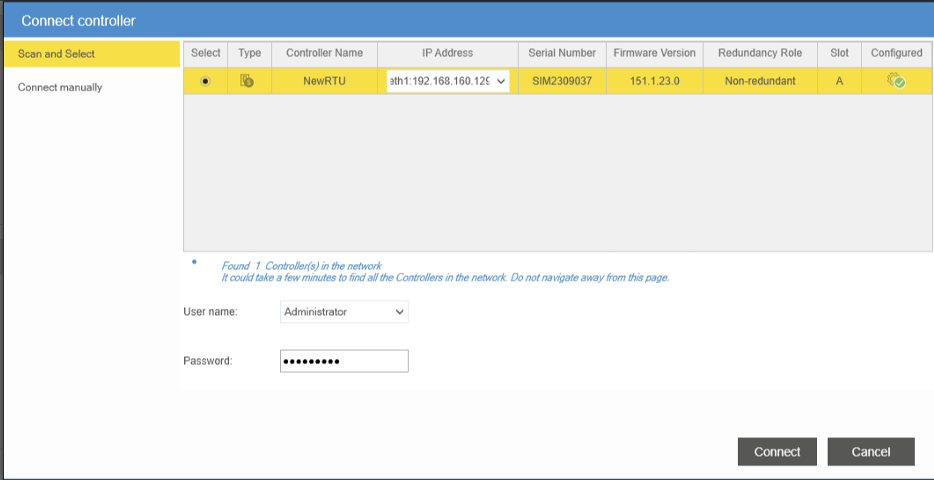 Connect controller
Scan and Select
Connect manually
Select Type Controller Name IP Address Serial Number Firmware Version Redundancy Role Slot Configured
NewRTU eth1:192.168.160.129 SIM2309037 151.1.23.0 Non-redundant A
Found 1 Controller(s) in the network
It could take a few minutes to find all the Controllers in the network. Do not navigate away from this page.
User name: Administrator
Password: •••••••••
Connect Cancel